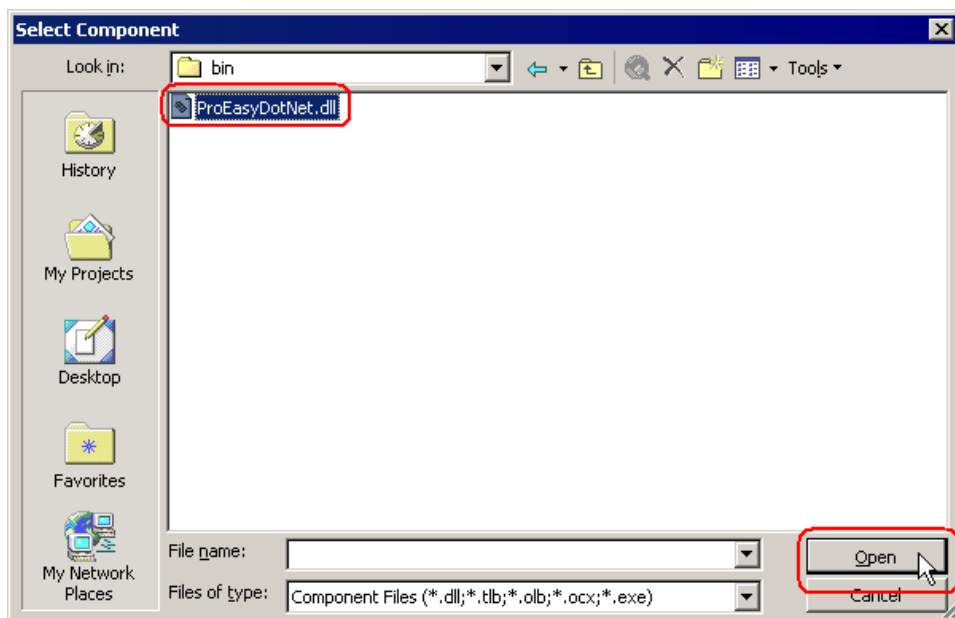 Select Component
Look in:
bin
Tools
ProEasyDotNet.dll
History
My Projects
Desktop
Favorites
My Network
Places
File name:
Open
Files of type:
Component Files (*.dll;*.tlb;*.olb;*.ocx;*.exe)
Cancel